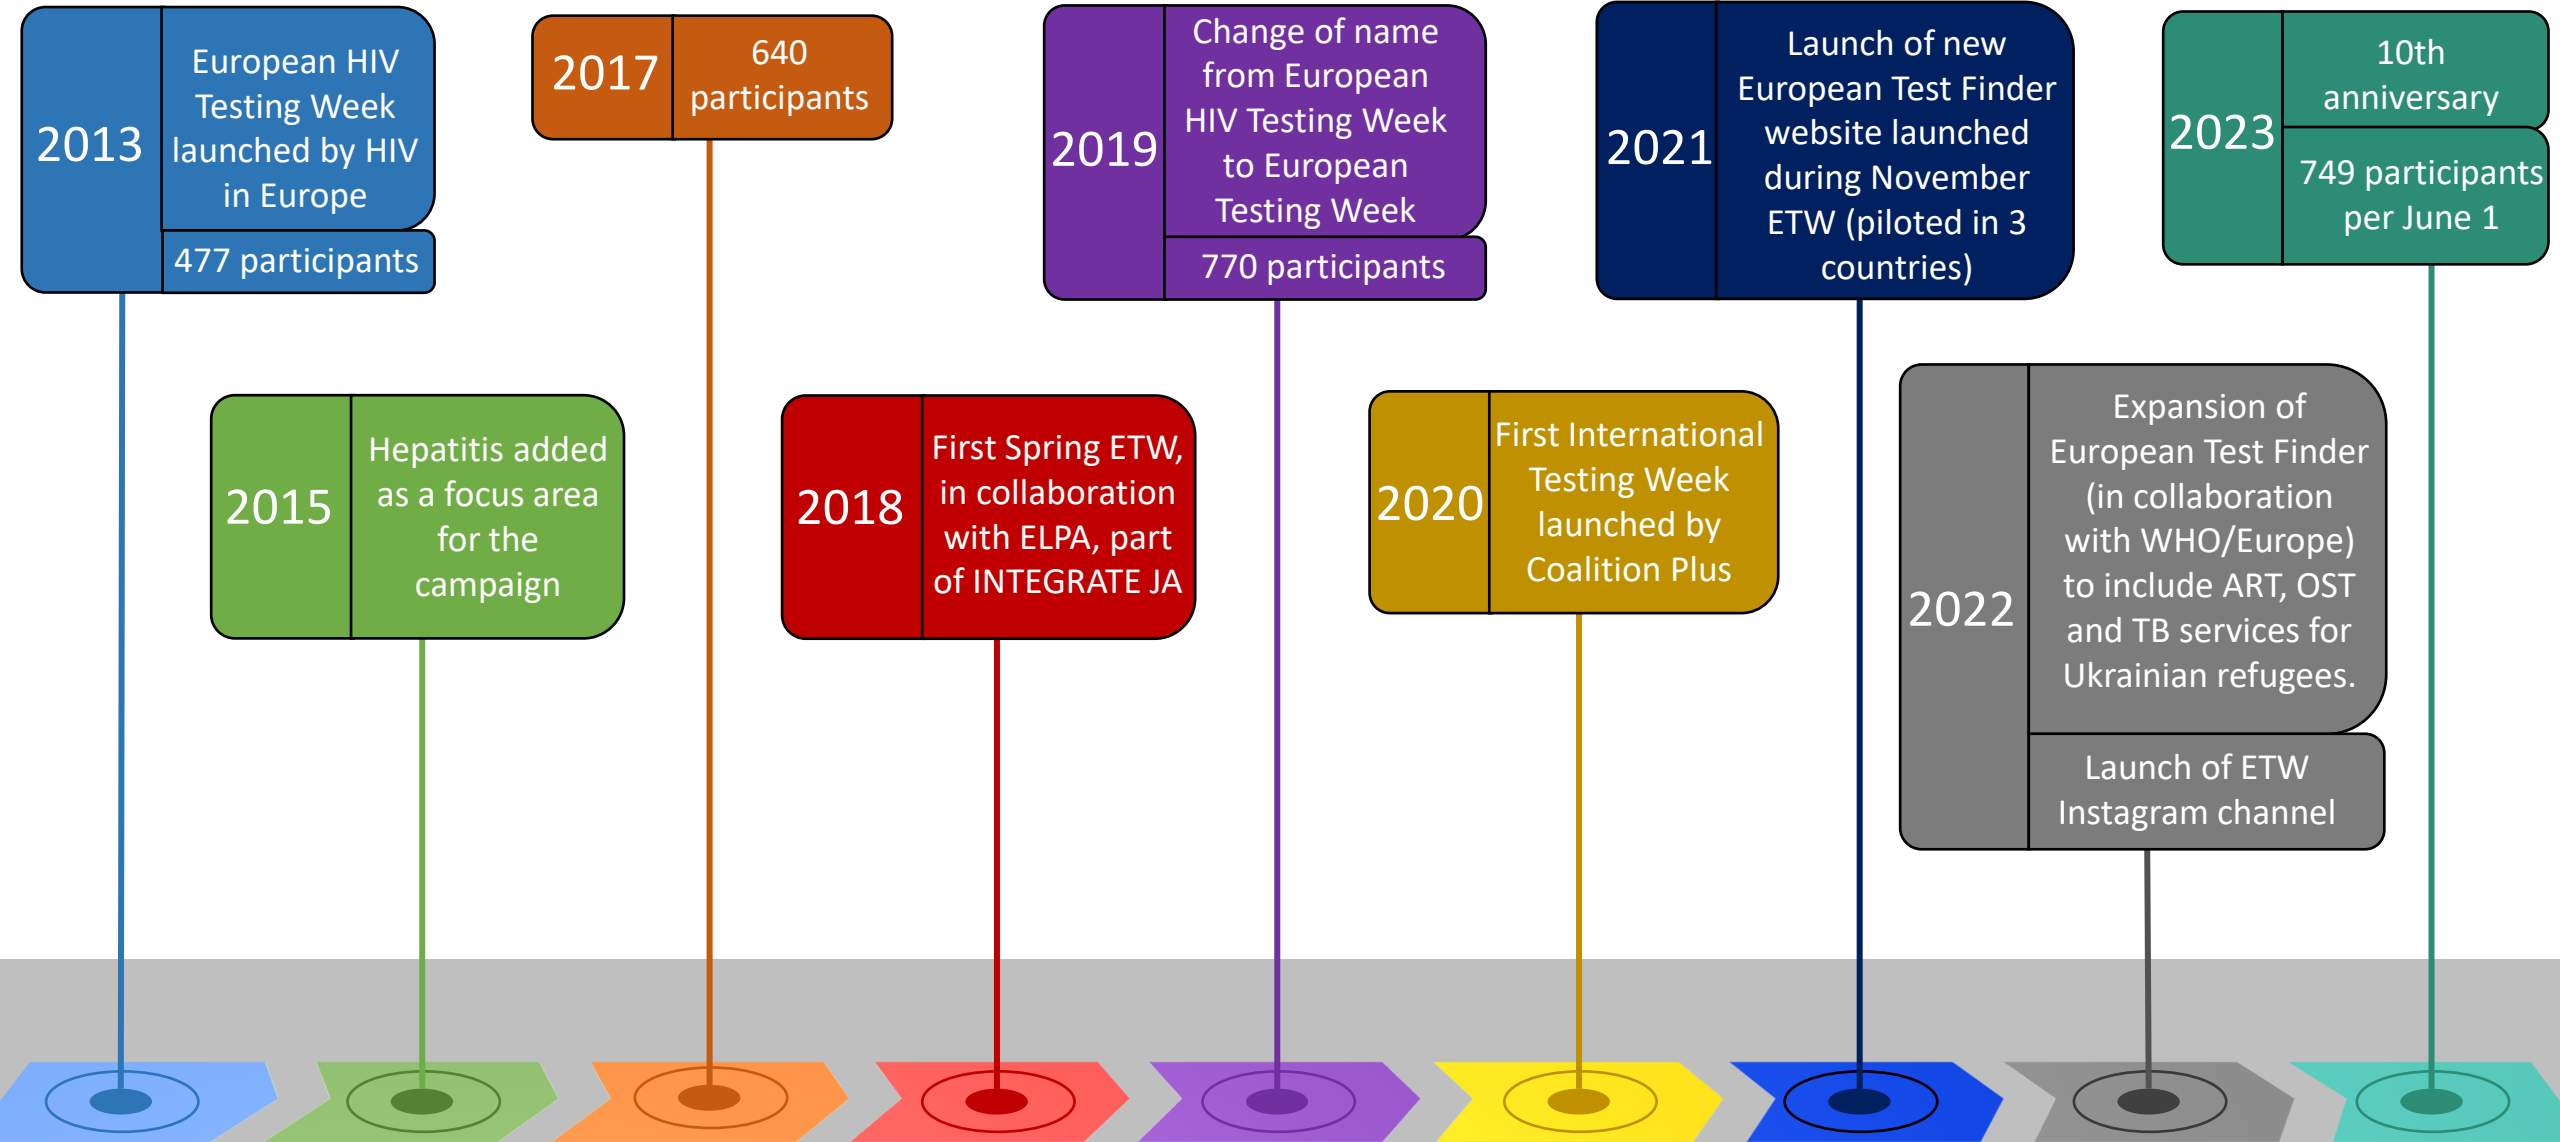 2013
European HIV
Testing Week
launched by HIV
in Europe
477 participants
2015
Hepatitis added
as a focus area
for the
campaign
2017
640
participants
2018
First Spring ETW,
in collaboration
with ELPA, part
of INTEGRATE JA
2019
Change of name
from European
HIV Testing Week
to European
Testing Week
770 participants
2020
First International
Testing Week
launched by
Coalition Plus
2021
Launch of new
European Test Finder
website launched
during November
ETW (piloted in 3
countries)
2022
Expansion of
European Test Finder
(in collaboration
with WHO/Europe)
to include ART, OST
and TB services for
Ukrainian refugees.
Launch of ETW
Instagram channel
2023
10th
anniversary
749 participants
per June 1